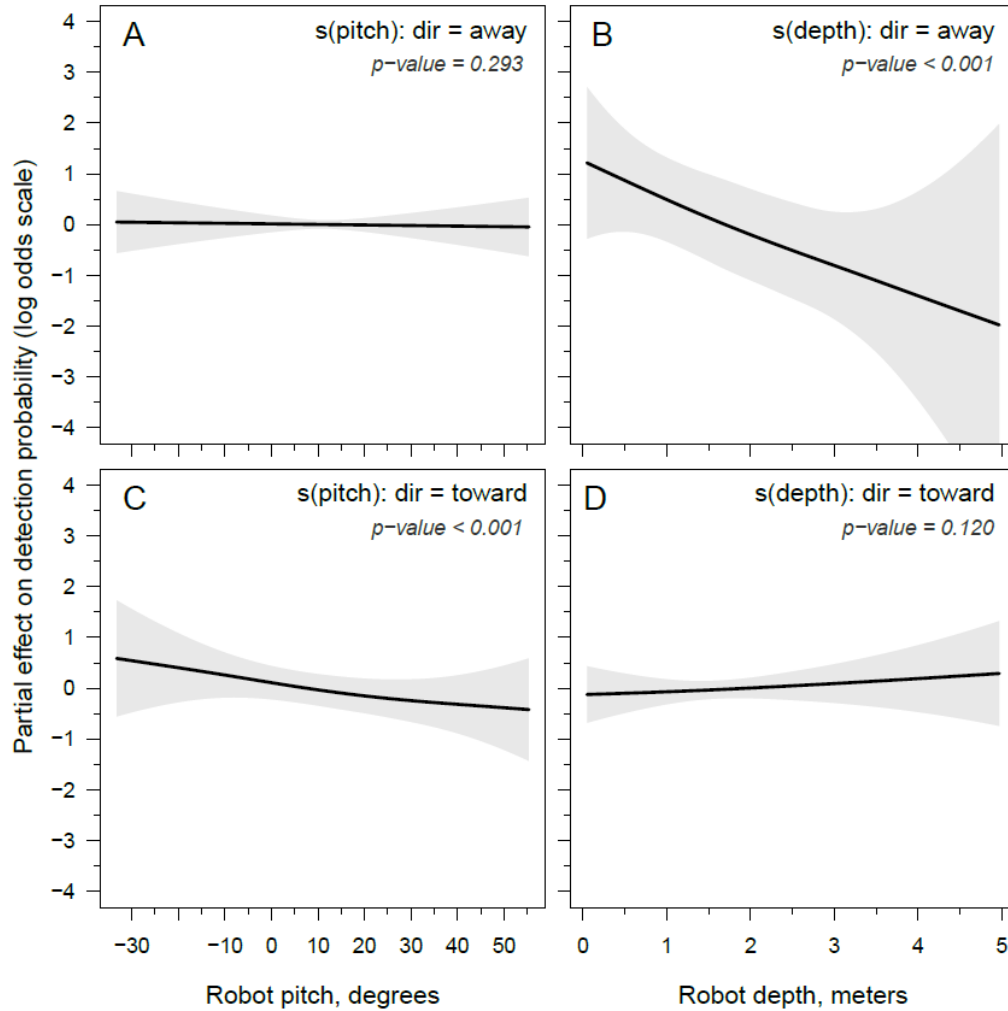 A
s(pitch): dir = away
p−value = 0.293
B
s(depth): dir = away
p−value < 0.001
4
3
2
1
0
−1
−2
−3
−4
C
s(pitch): dir = toward
p−value < 0.001
D
s(depth): dir = toward
p−value = 0.120
4
3
2
1
0
−1
−2
−3
−4
Partial effect on detection probability (log odds scale)
−30 −10 0 10 20 30 40 50
0 1 2 3 4 5
Robot pitch, degrees
Robot depth, meters